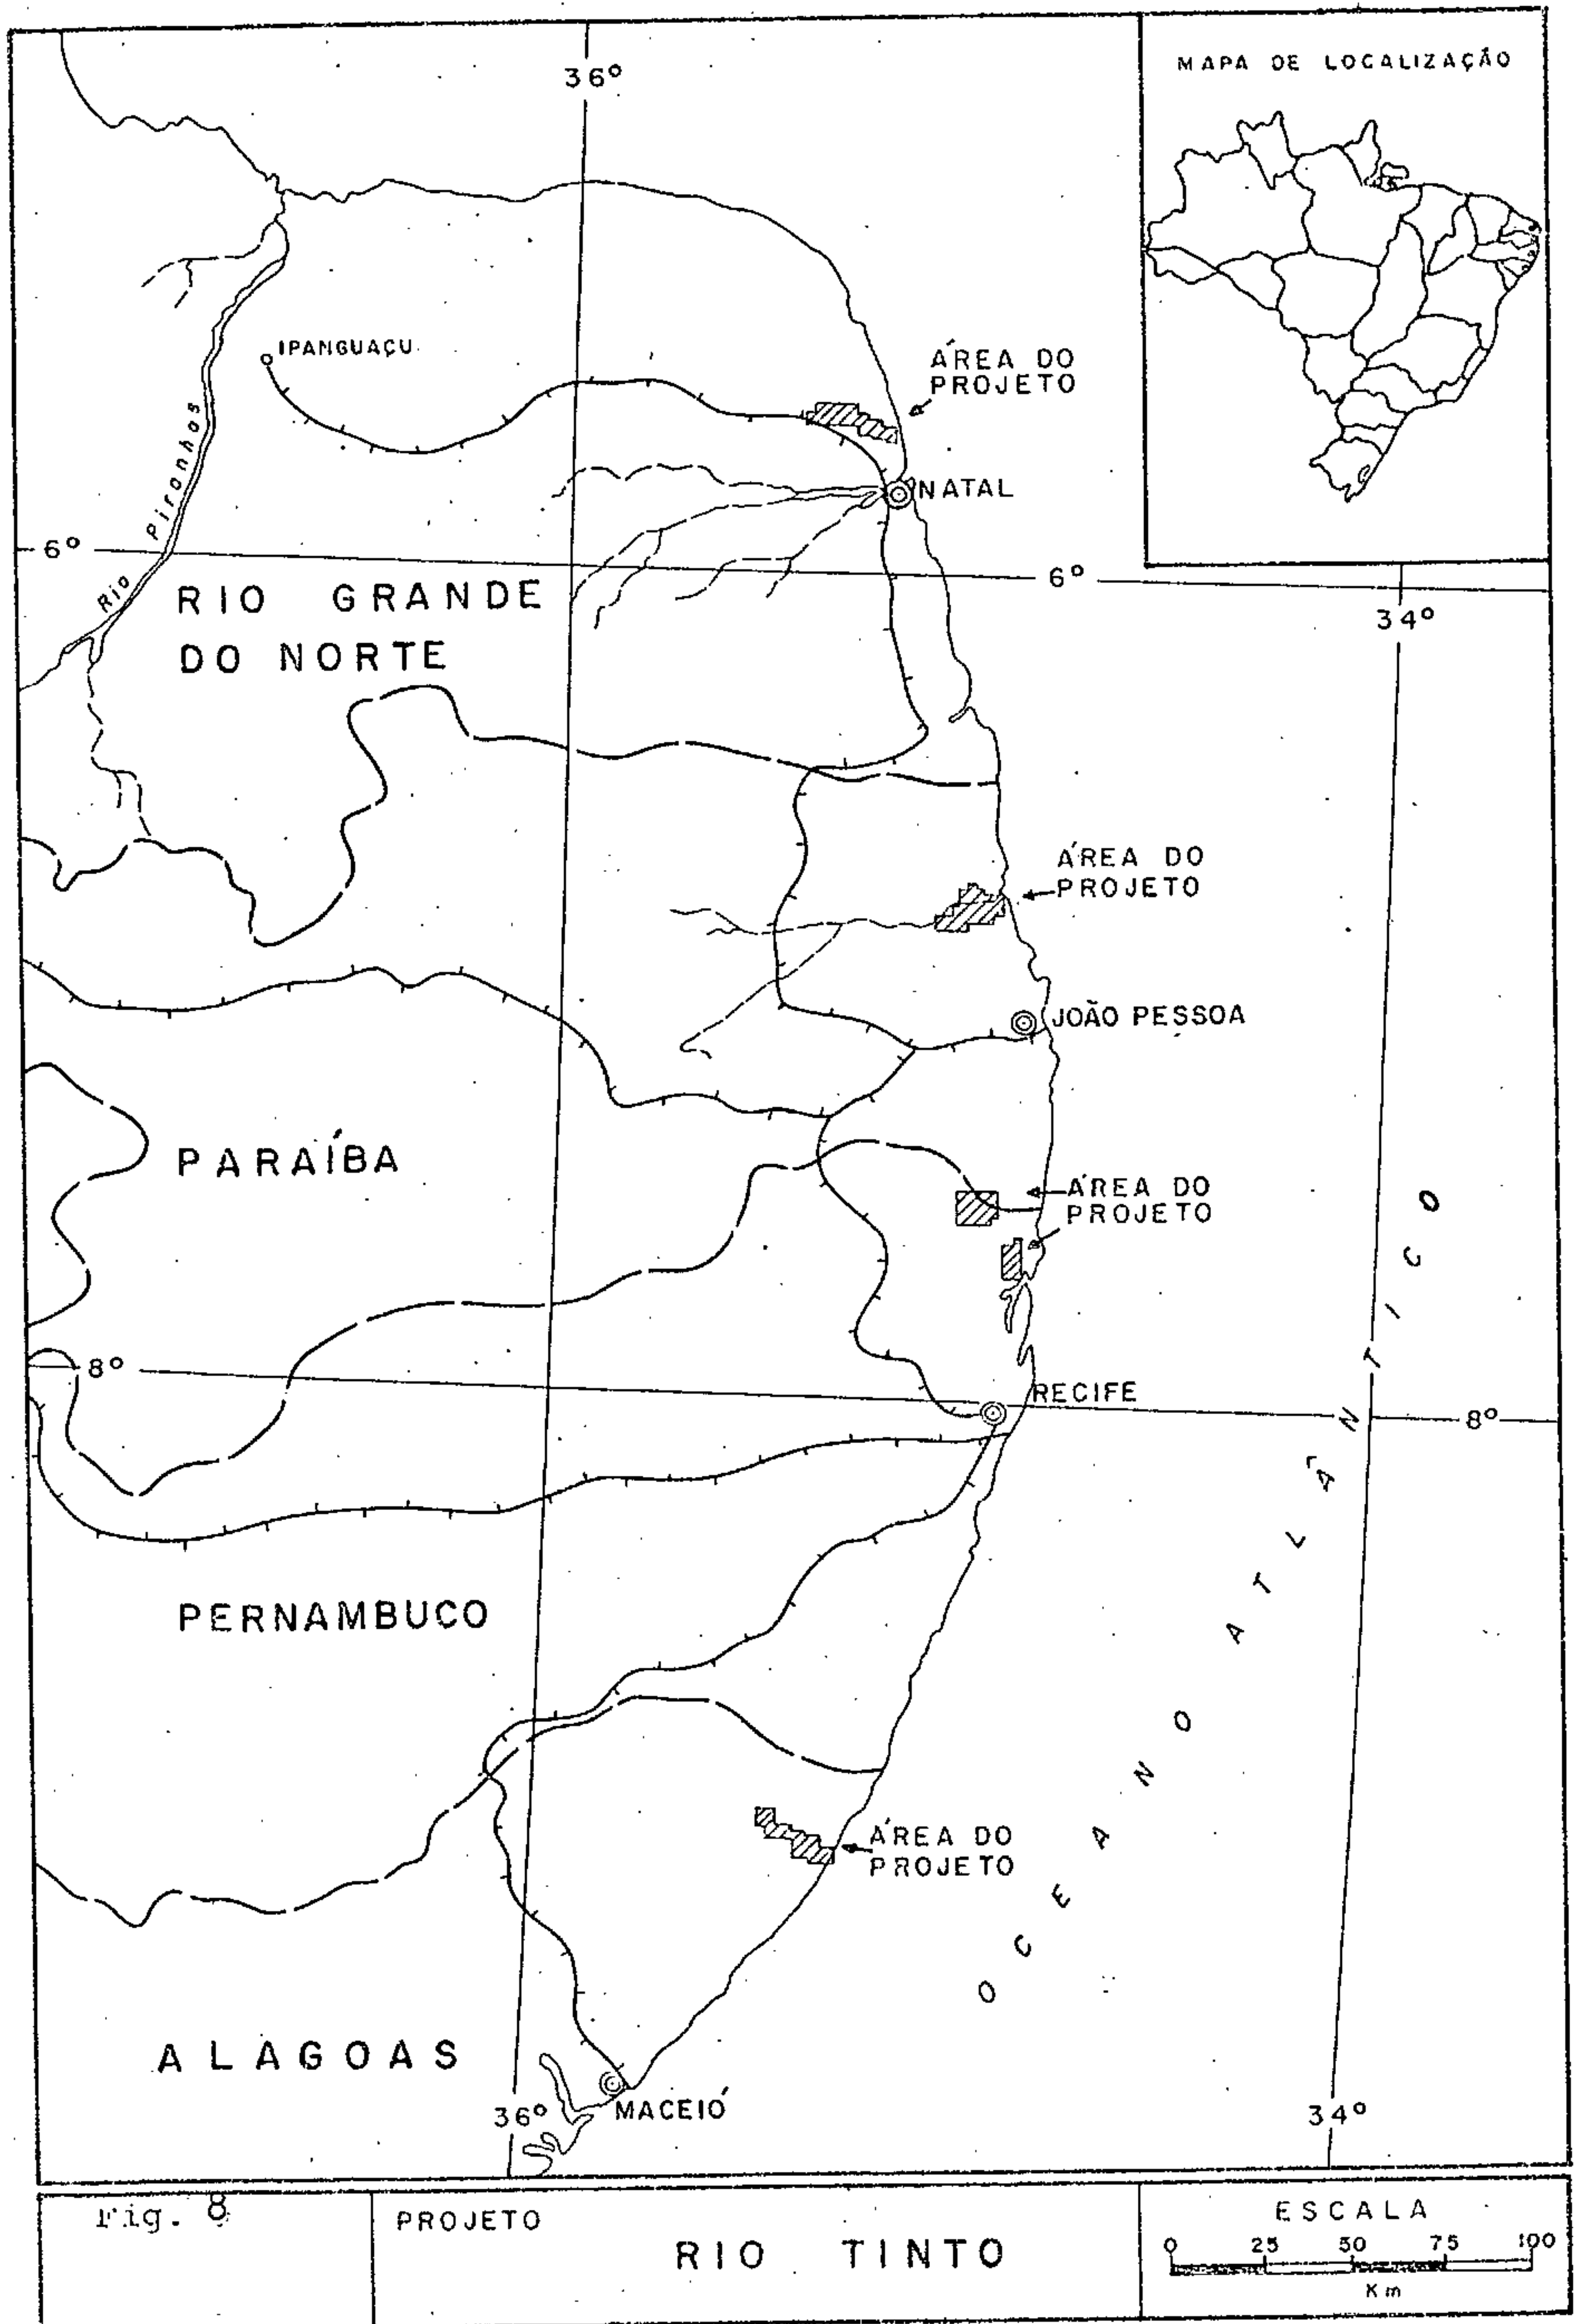 MAPA DE LOCALIZAÇÃO
36°
IPANGUAÇU
ÁREA DO
PROJETO
NATAL
Rio Piranhas
6°
6°
34°
RIO GRANDE
DO NORTE
ÁREA DO
PROJETO
JOÃO PESSOA
PARAÍBA
ÁREA DO
PROJETO
8°
RECIFE
8°
OCEANO ATLÂNTICO
PERNAMBUCO
ÁREA DO
PROJETO
ALAGOAS
36°
MACEIÓ
34°
Fig. 8
PROJETO
RIO TINTO
ESCALA
0 25 50 75 100
Km